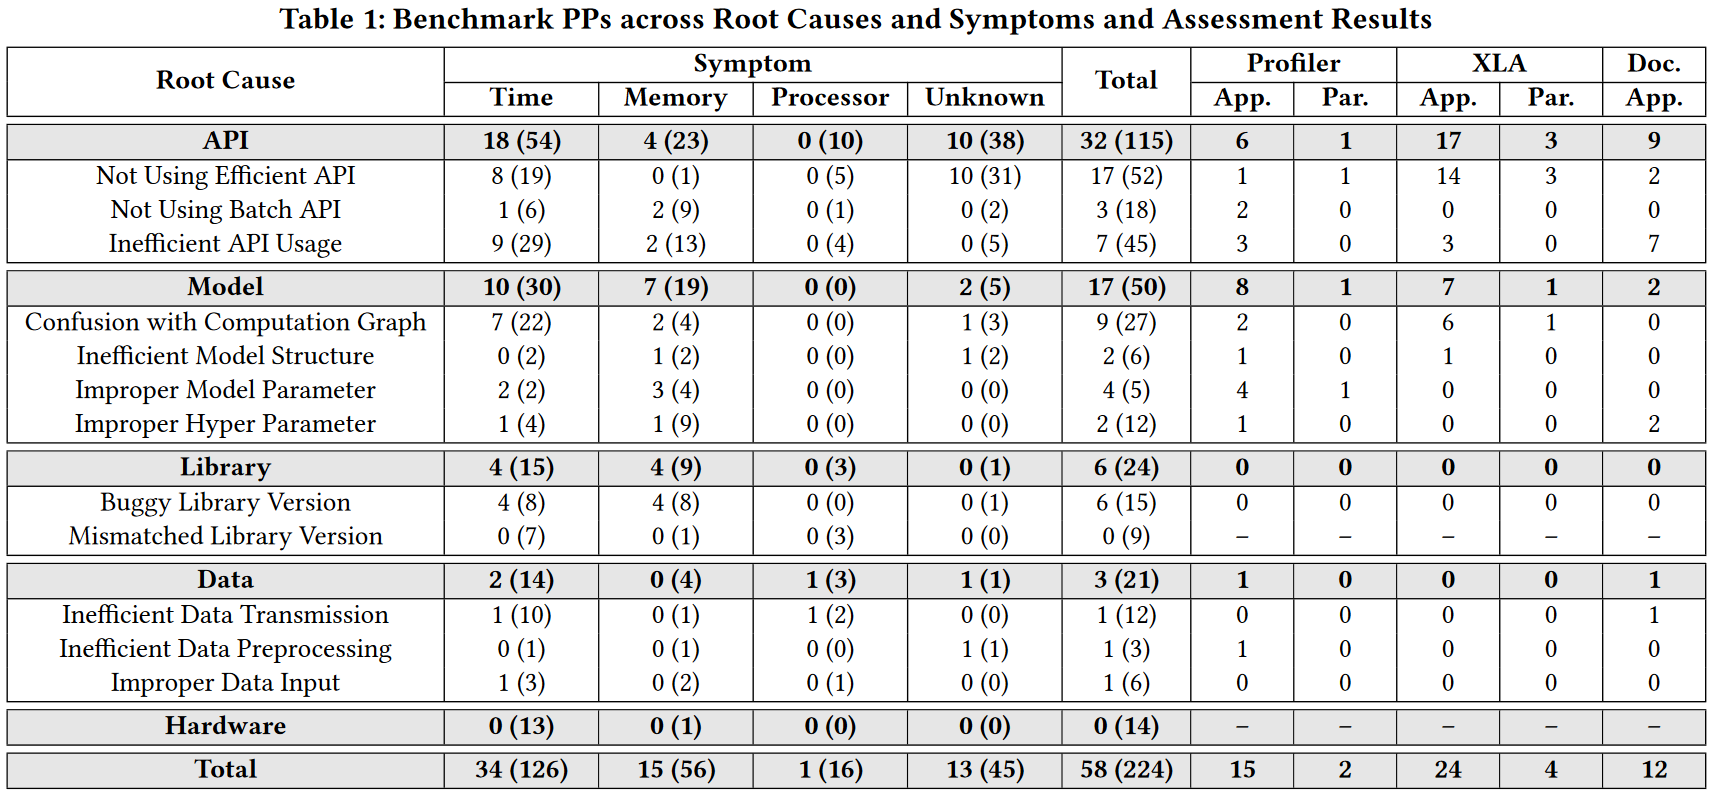 Table 1: Benchmark PPs across Root Causes and Symptoms and Assessment Results
Root Cause Symptom Total Profiler XLA Doc.
Time Memory Processor Unknown App. Par. App. Par. App.
API 18 (54) 4 (23) 0 (10) 10 (38) 32 (115) 6 1 17 3 9
Not Using Efficient API 8 (19) 0 (1) 0 (5) 10 (31) 17 (52) 1 1 14 3 2
Not Using Batch API 1 (6) 2 (9) 0 (1) 0 (2) 3 (18) 2 0 0 0 0
Inefficient API Usage 9 (29) 2 (13) 0 (4) 0 (5) 7 (45) 3 0 3 0 7
Model 10 (30) 7 (19) 0 (0) 2 (5) 17 (50) 8 1 7 1 2
Confusion with Computation Graph 7 (22) 2 (4) 0 (0) 1 (3) 9 (27) 2 0 6 1 0
Inefficient Model Structure 0 (2) 1 (2) 0 (0) 1 (2) 2 (6) 1 0 1 0 0
Improper Model Parameter 2 (2) 3 (4) 0 (0) 0 (0) 4 (5) 4 1 0 0 0
Improper Hyper Parameter 1 (4) 1 (9) 0 (0) 0 (0) 2 (12) 1 0 0 0 2
Library 4 (15) 4 (9) 0 (3) 0 (1) 6 (24) 0 0 0 0 0
Buggy Library Version 4 (8) 4 (8) 0 (0) 0 (1) 6 (15) 0 0 0 0 0
Mismatched Library Version 0 (7) 0 (1) 0 (3) 0 (0) 0 (9) – – – – –
Data 2 (14) 0 (4) 1 (3) 1 (1) 3 (21) 1 0 0 0 1
Inefficient Data Transmission 1 (10) 0 (1) 1 (2) 0 (0) 1 (12) 0 0 0 0 1
Inefficient Data Preprocessing 0 (1) 0 (1) 0 (0) 1 (1) 1 (3) 1 0 0 0 0
Improper Data Input 1 (3) 0 (2) 0 (1) 0 (0) 1 (6) 0 0 0 0 0
Hardware 0 (13) 0 (1) 0 (0) 0 (0) 0 (14) – – – – –
Total 34 (126) 15 (56) 1 (16) 13 (45) 58 (224) 15 2 24 4 12